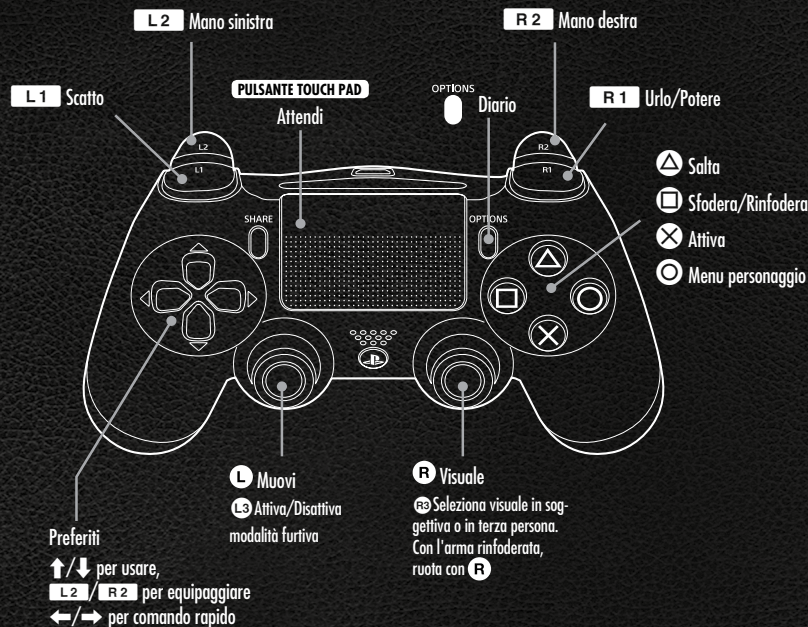 L2 Mano sinistra
R2 Mano destra
L1 Scatto
PULSANTE TOUCH PAD
Attendi
OPTIONS
Diario
R1 Urlo/Potere
L2
L1
R2
R1
SHARE
OPTIONS
Salta
Sfodera/Rinfodera
Attiva
Menu personaggio
L Muovi
L3 Attiva/Disattiva
modalità furtiva
R Visuale
R3 Seleziona visuale in sog-
gettiva o in terza persona.
Con l'arma rinfoderata,
ruota con R
Preferiti
↑/↓ per usare,
L2/R2 per equipaggiare
←/→ per comando rapido